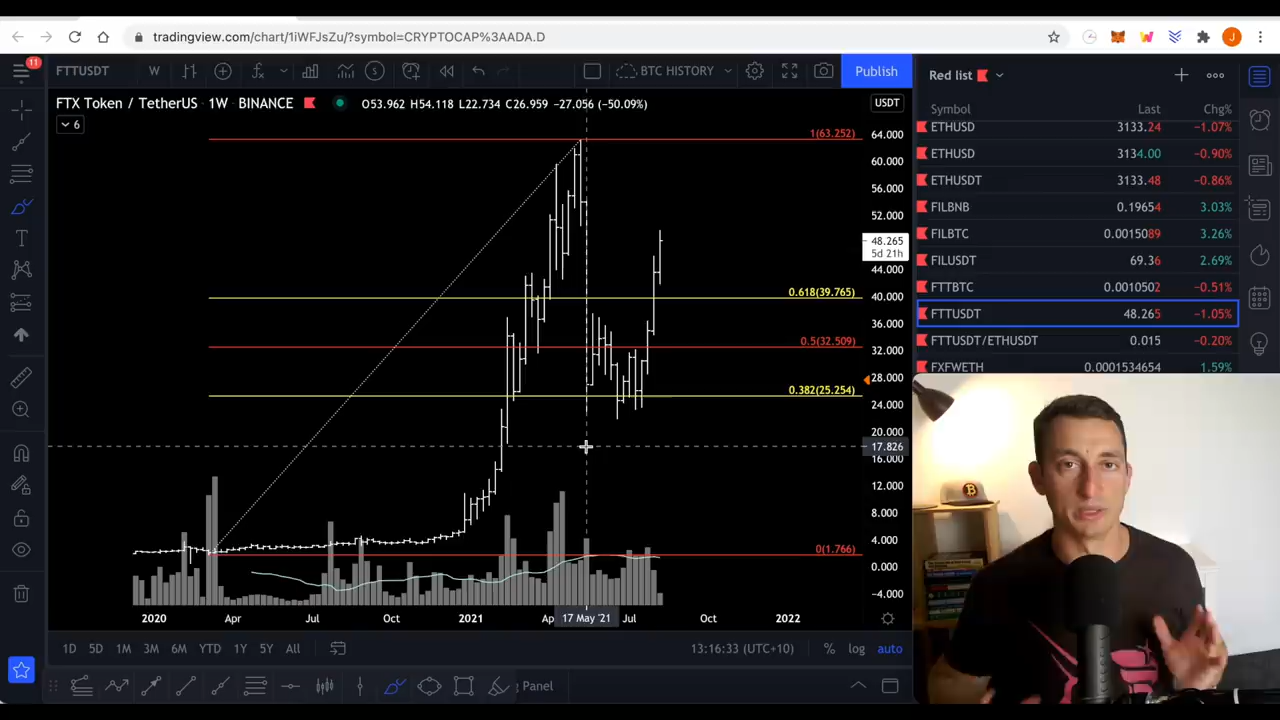 tradingview.com/chart/1iWFJsZu/?symbol=CRYPTOCAP%3AADA.D
J
11
FTTUSDT
W
BTC HISTORY
Publish
Red list
FTX Token / TetherUS 1W BINANCE
O53.962 H54.118 L22.734 C26.959 −27.056 (−50.09%)
USDT
6
Symbol Last Chg%
ETHUSD 3133.24 −1.07%
ETHUSD 3134.00 −0.90%
ETHUSDT 3133.48 −0.86%
FILBNB 0.19654 3.03%
FILBTC 0.0015089 3.26%
FILUSDT 69.36 2.69%
FTTBTC 0.0010502 −0.51%
FTTUSDT 48.265 −1.05%
FTTUSDT/ETHUSDT 0.015 −0.20%
FXFWETH 0.0001534654 1.59%
1(63.252)
0.618(39.765)
0.5(32.509)
0.382(25.254)
0(1.766)
64.000
60.000
56.000
52.000
48.265
5d 21h
44.000
40.000
36.000
32.000
28.000
24.000
20.000
17.826
16.000
12.000
8.000
4.000
0.000
−4.000
2020 Apr Jul Oct 2021 Ap 17 May '21 Jul Oct 2022
1D 5D 1M 3M 6M YTD 1Y 5Y All
13:16:33 (UTC+10) % log auto
Panel